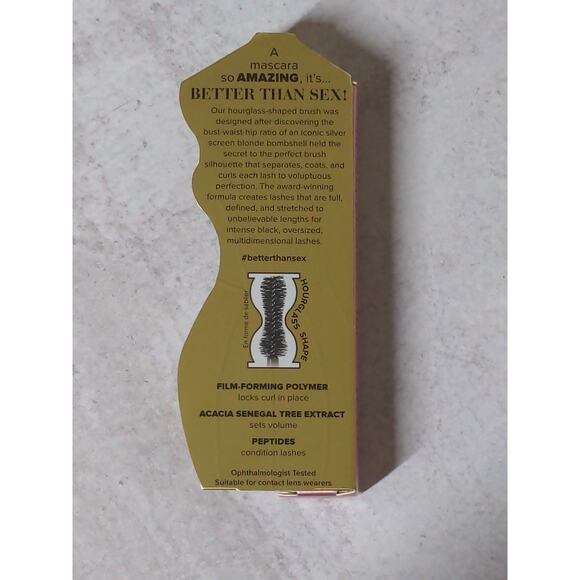 A
mascara
so AMAZING, it's...
BETTER THAN SEX!
Our hourglass-shaped brush was
designed after discovering the
bust-waist-hip ratio of an iconic silver
screen blonde bombshell held the
secret to the perfect brush
silhouette that separates, coats, and
curls each lash to voluptuous
perfection. The award-winning
formula creates lashes that are full,
defined, and stretched to
unbelievable lengths for
intense black, oversized,
multidimensional lashes.
#betterthansex
En forme de sablier
HOURGLASS SHAPE
FILM-FORMING POLYMER
locks curl in place
ACACIA SENEGAL TREE EXTRACT
sets volume
PEPTIDES
condition lashes
Ophthalmologist Tested
Suitable for contact lens wearers